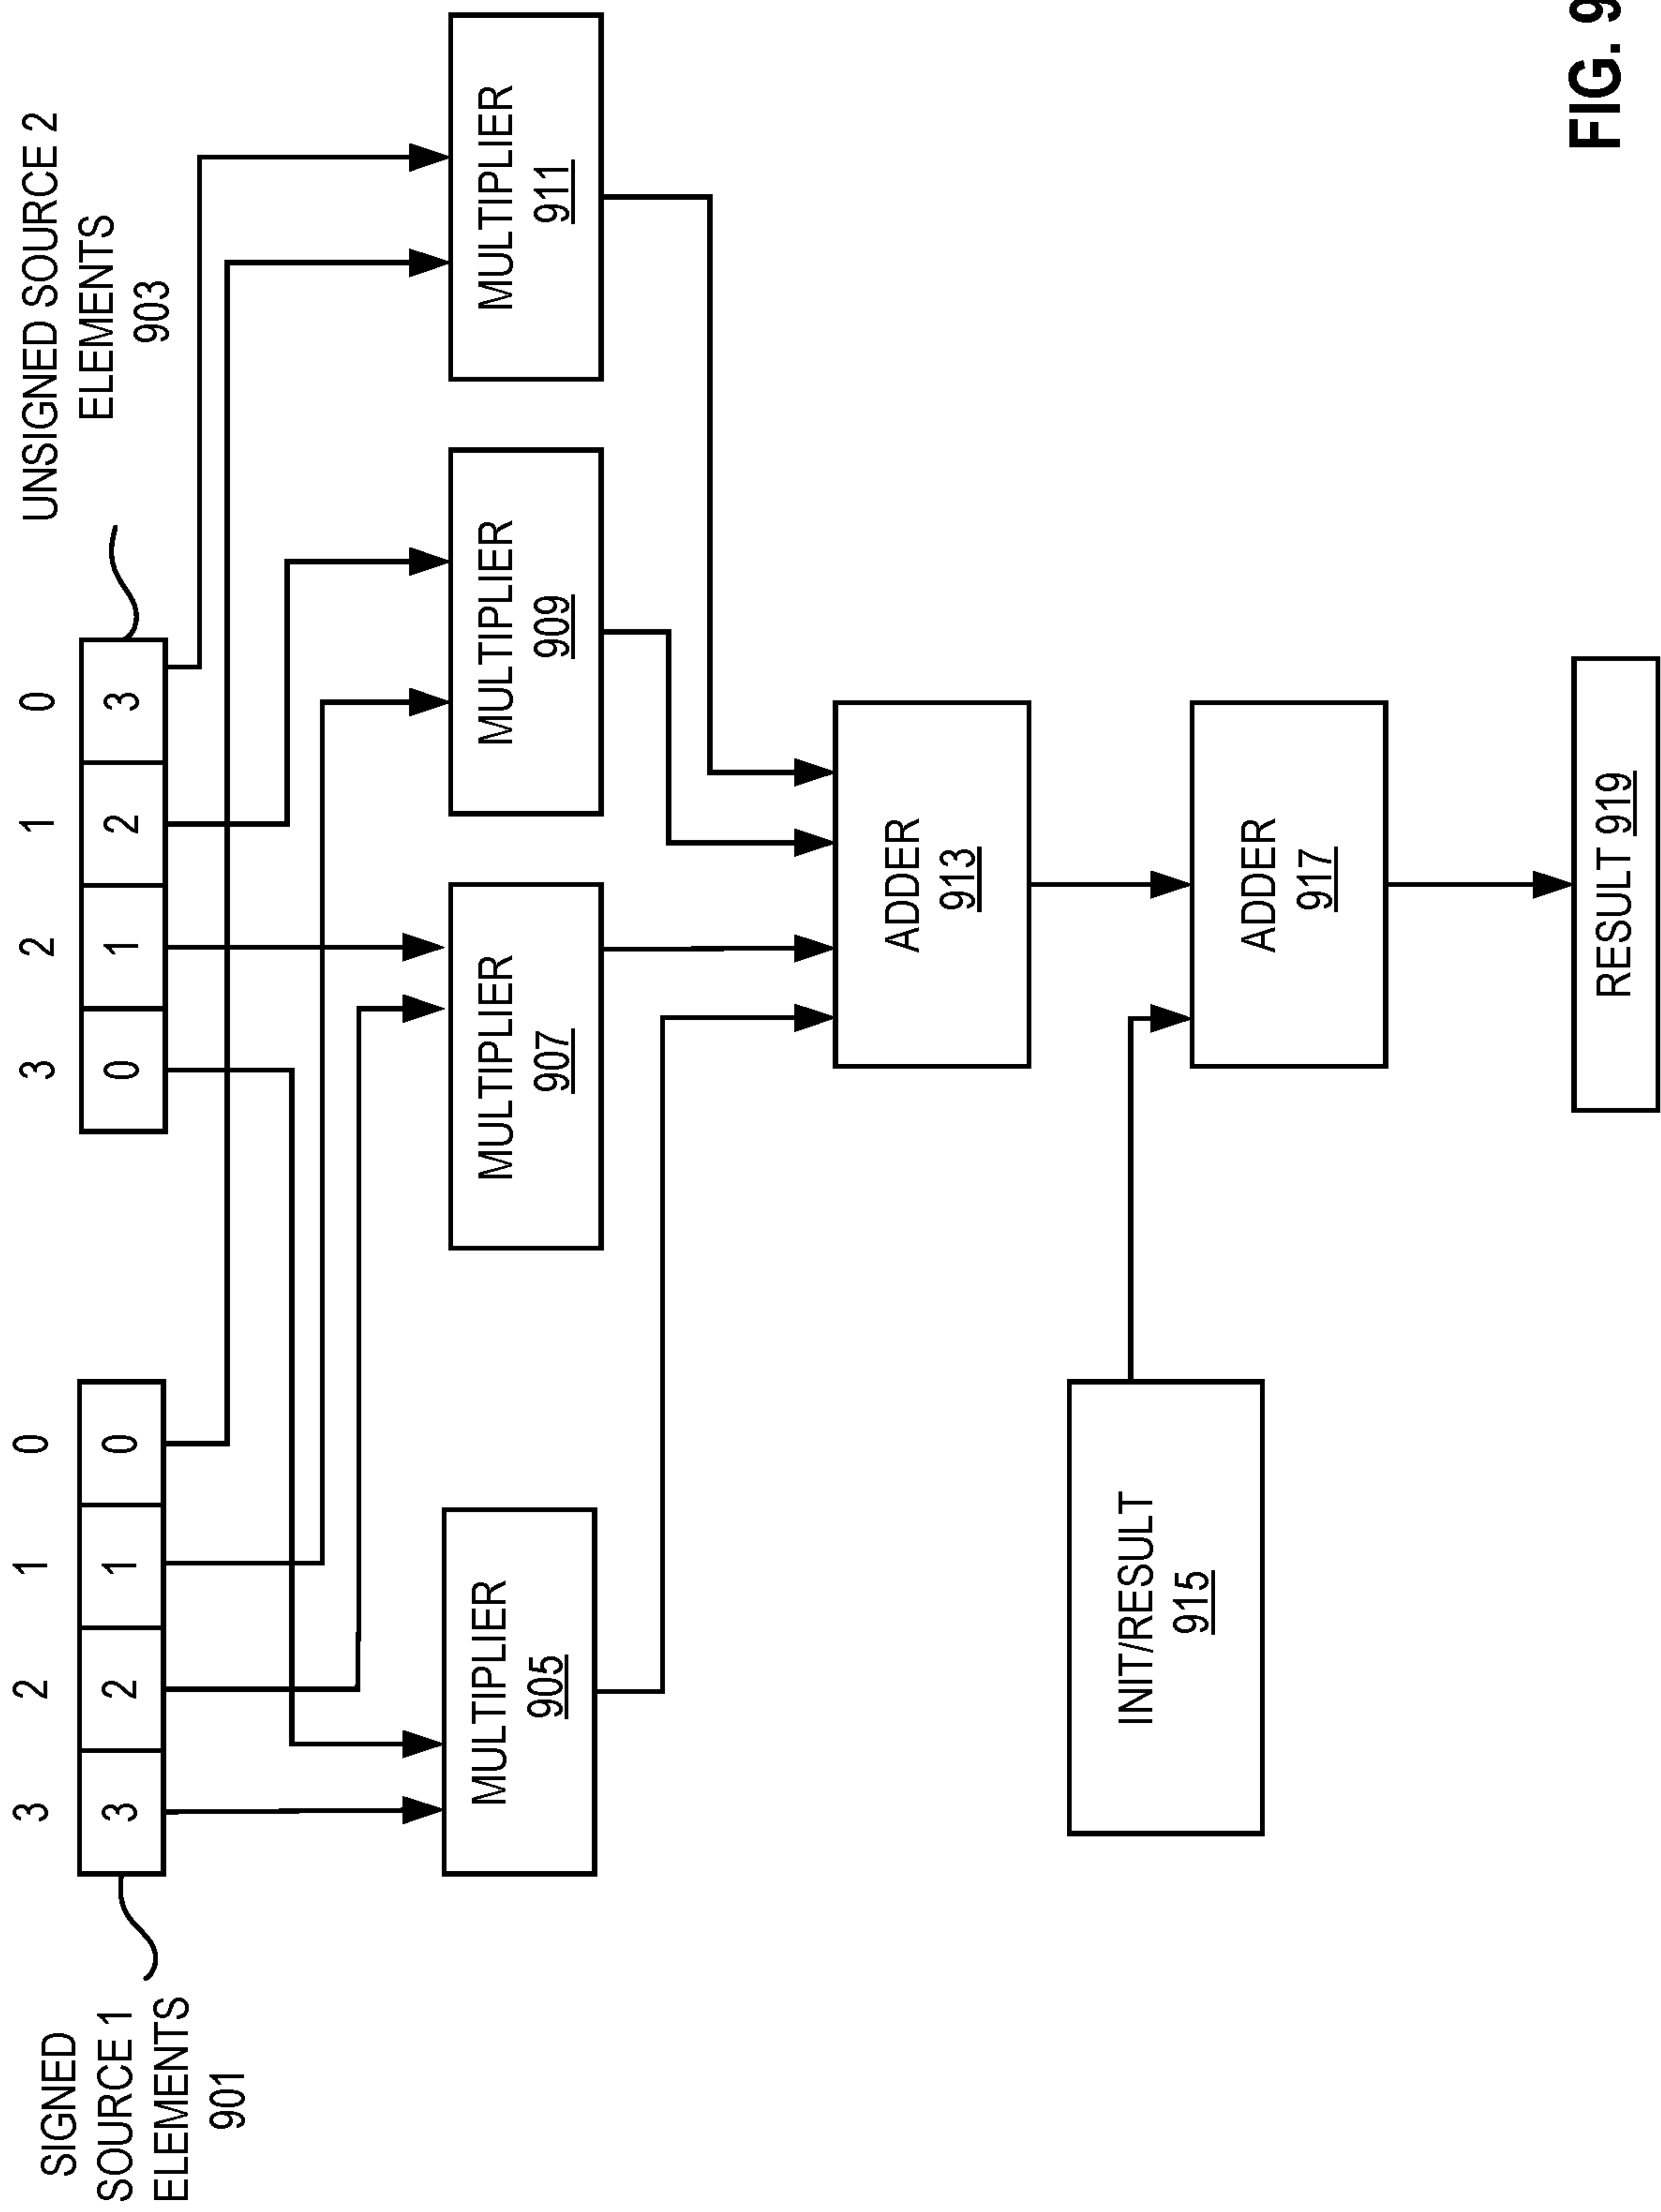 SIGNED
SOURCE 1
ELEMENTS
901
3 2 1 0
3 2 1 0
UNSIGNED SOURCE 2
ELEMENTS
903
3 2 1 0
0 1 2 3
MULTIPLIER
905
MULTIPLIER
907
MULTIPLIER
909
MULTIPLIER
911
ADDER
913
INIT/RESULT
915
ADDER
917
RESULT 919
FIG. 9